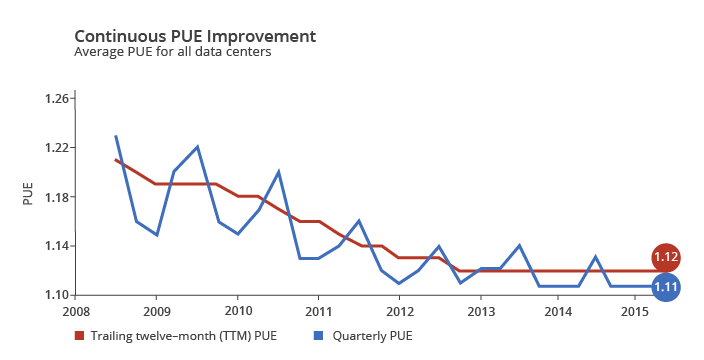 Continuous PUE Improvement
Average PUE for all data centers
1.26
1.22
1.18
1.14
1.10
PUE
1.12
1.11
2008 2009 2010 2011 2012 2013 2014 2015
Trailing twelve–month (TTM) PUE Quarterly PUE